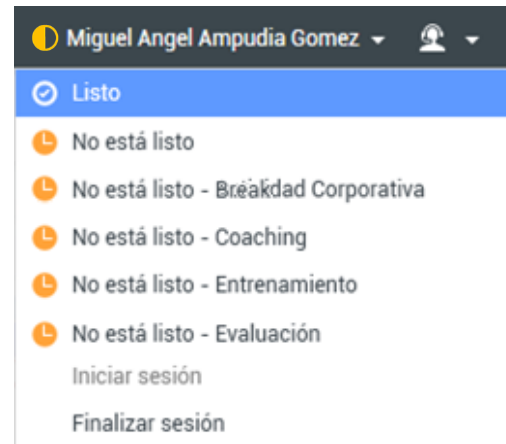 Miguel Angel Ampudia Gomez
Listo
No está listo
No está listo - Breakdad Corporativa
No está listo - Coaching
No está listo - Entrenamiento
No está listo - Evaluación
Iniciar sesión
Finalizar sesión